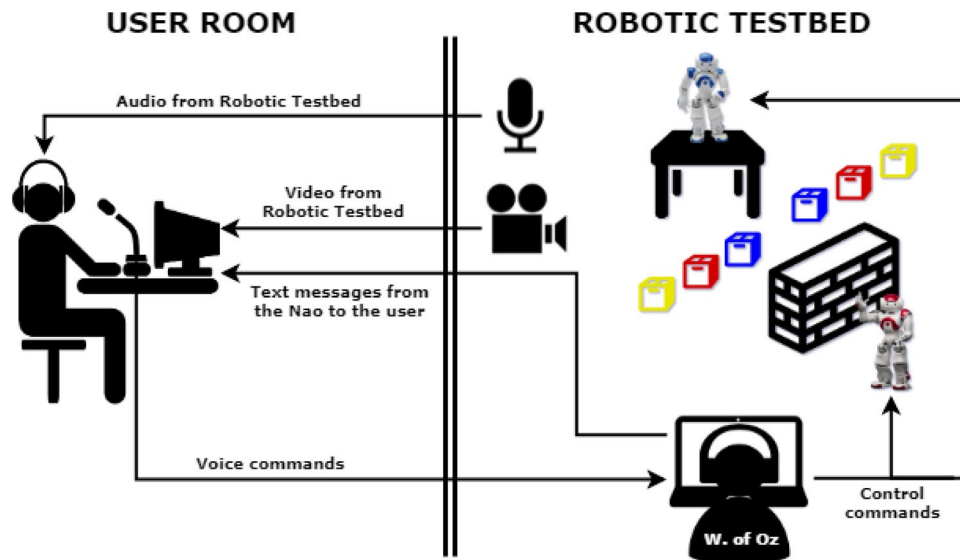 USER ROOM
ROBOTIC TESTBED
Audio from Robotic Testbed
Video from
Robotic Testbed
Text messages from
the Nao to the user
Voice commands
Control
commands
W. of Oz